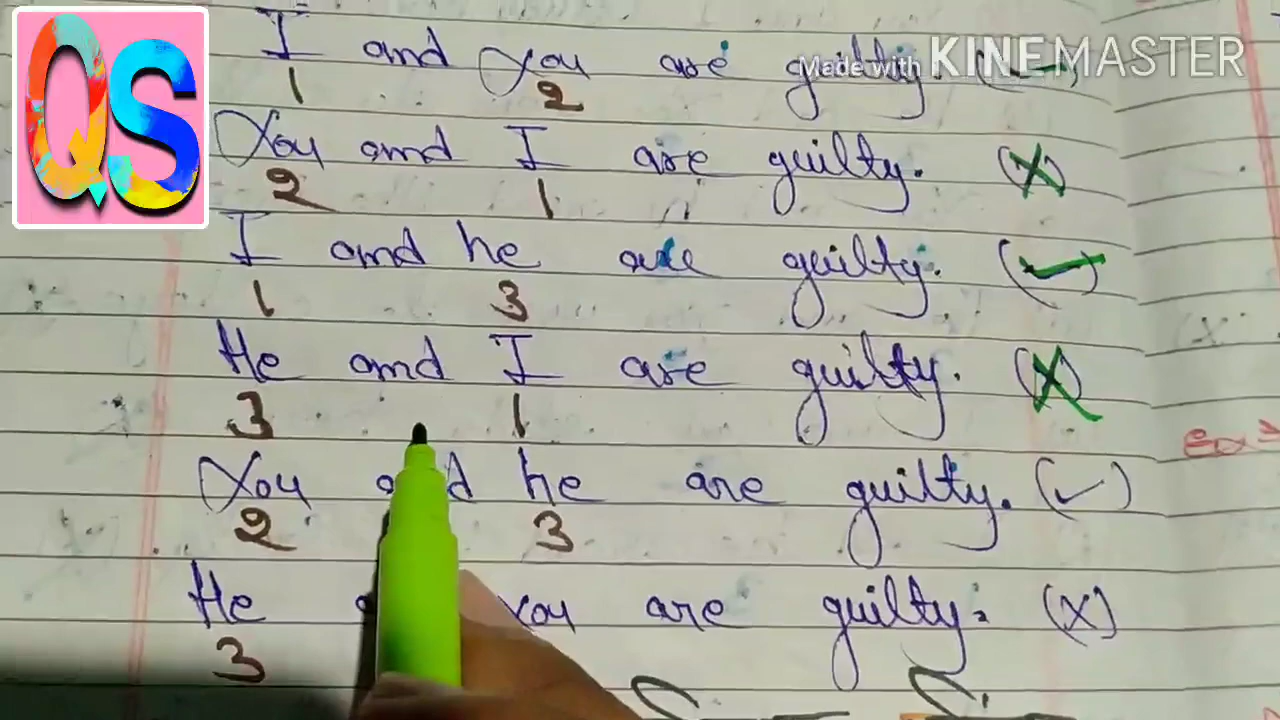 QS
Made with KINEMASTER
I and you are guilty.
1 2
You and I are guilty. (X)
2 1
I and he are guilty. (✓)
1 3
He and I are guilty. (X)
3 1
You and he are guilty. (✓)
2 3
He you are guilty. (X)
3